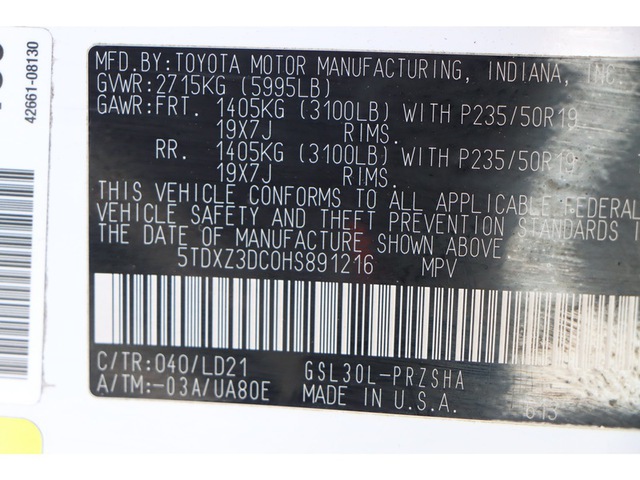 42661-08130
MFD.BY:TOYOTA MOTOR MANUFACTURING, INDIANA, INC.
GVWR:2715KG (5995LB)
GAWR:FRT. 1405KG (3100LB) WITH P235/50R19
19X7J RIMS.
RR. 1405KG (3100LB) WITH P235/50R19
19X7J RIMS.
THIS VEHICLE CONFORMS TO ALL APPLICABLE FEDERAL
VEHICLE SAFETY AND THEFT PREVENTION STANDARDS
THE DATE OF MANUFACTURE SHOWN ABOVE.
5TDXZ3DC0HS891216 MPV
C/TR:040/LD21 GSL30L-PRZSHA
A/TM:-03A/UA80E MADE IN U.S.A.